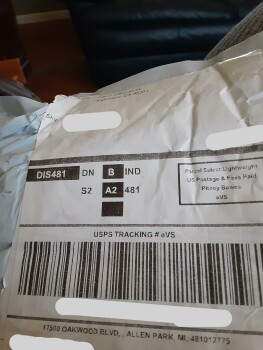 Parcel Select Lightweight
US Postage & Fees Paid
Pitney Bowes
eVS
DIS481 DN B IND
S2 A2 481
USPS TRACKING # eVS
17500 OAKWOOD BLVD, , ALLEN PARK, MI, 481012775